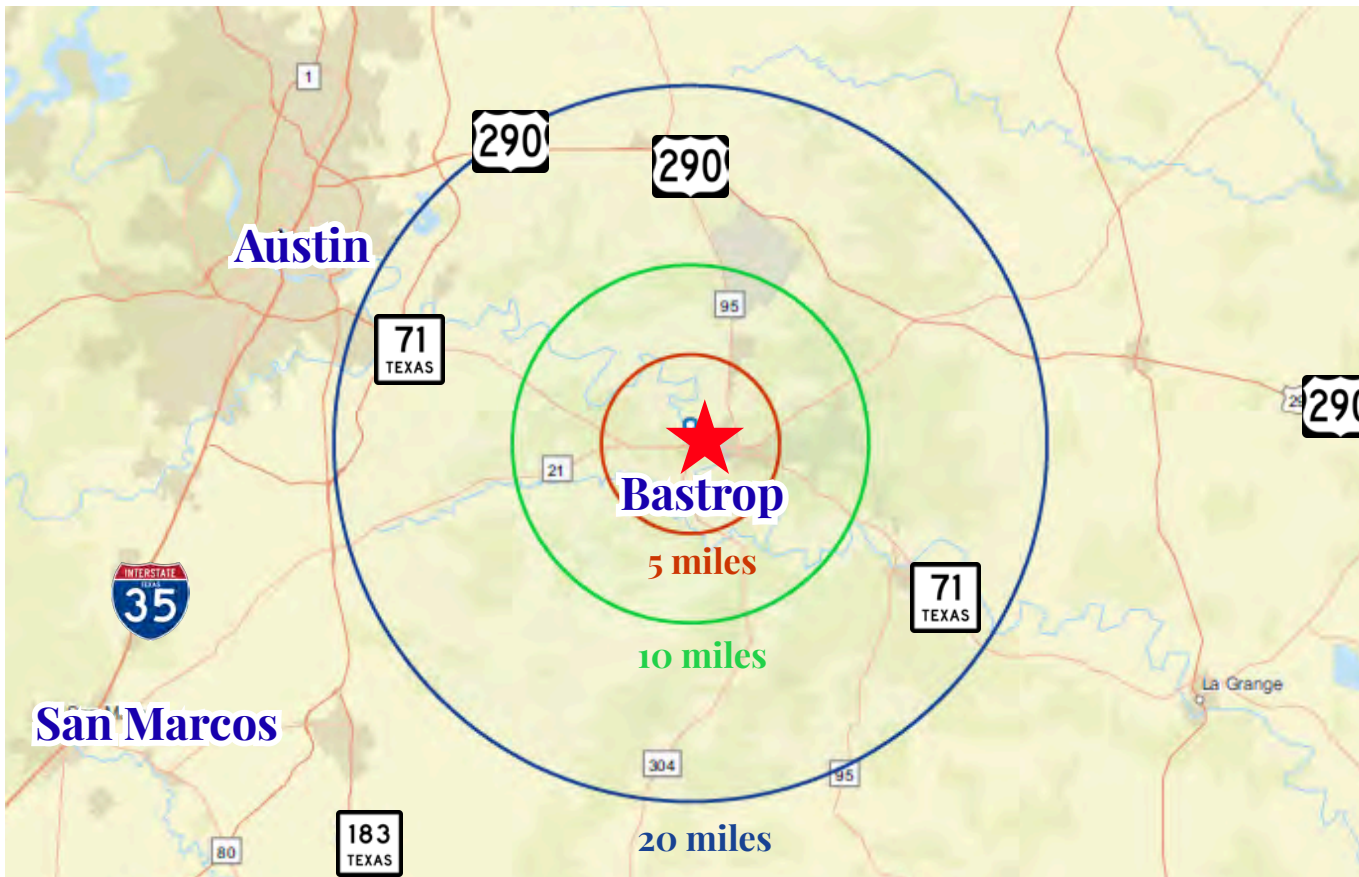 1
290
290
Austin
95
71
TEXAS
290
21
Bastrop
5 miles
INTERSTATE
TEXAS
35
71
TEXAS
10 miles
La Grange
San Marcos
304
95
183
TEXAS
20 miles
80